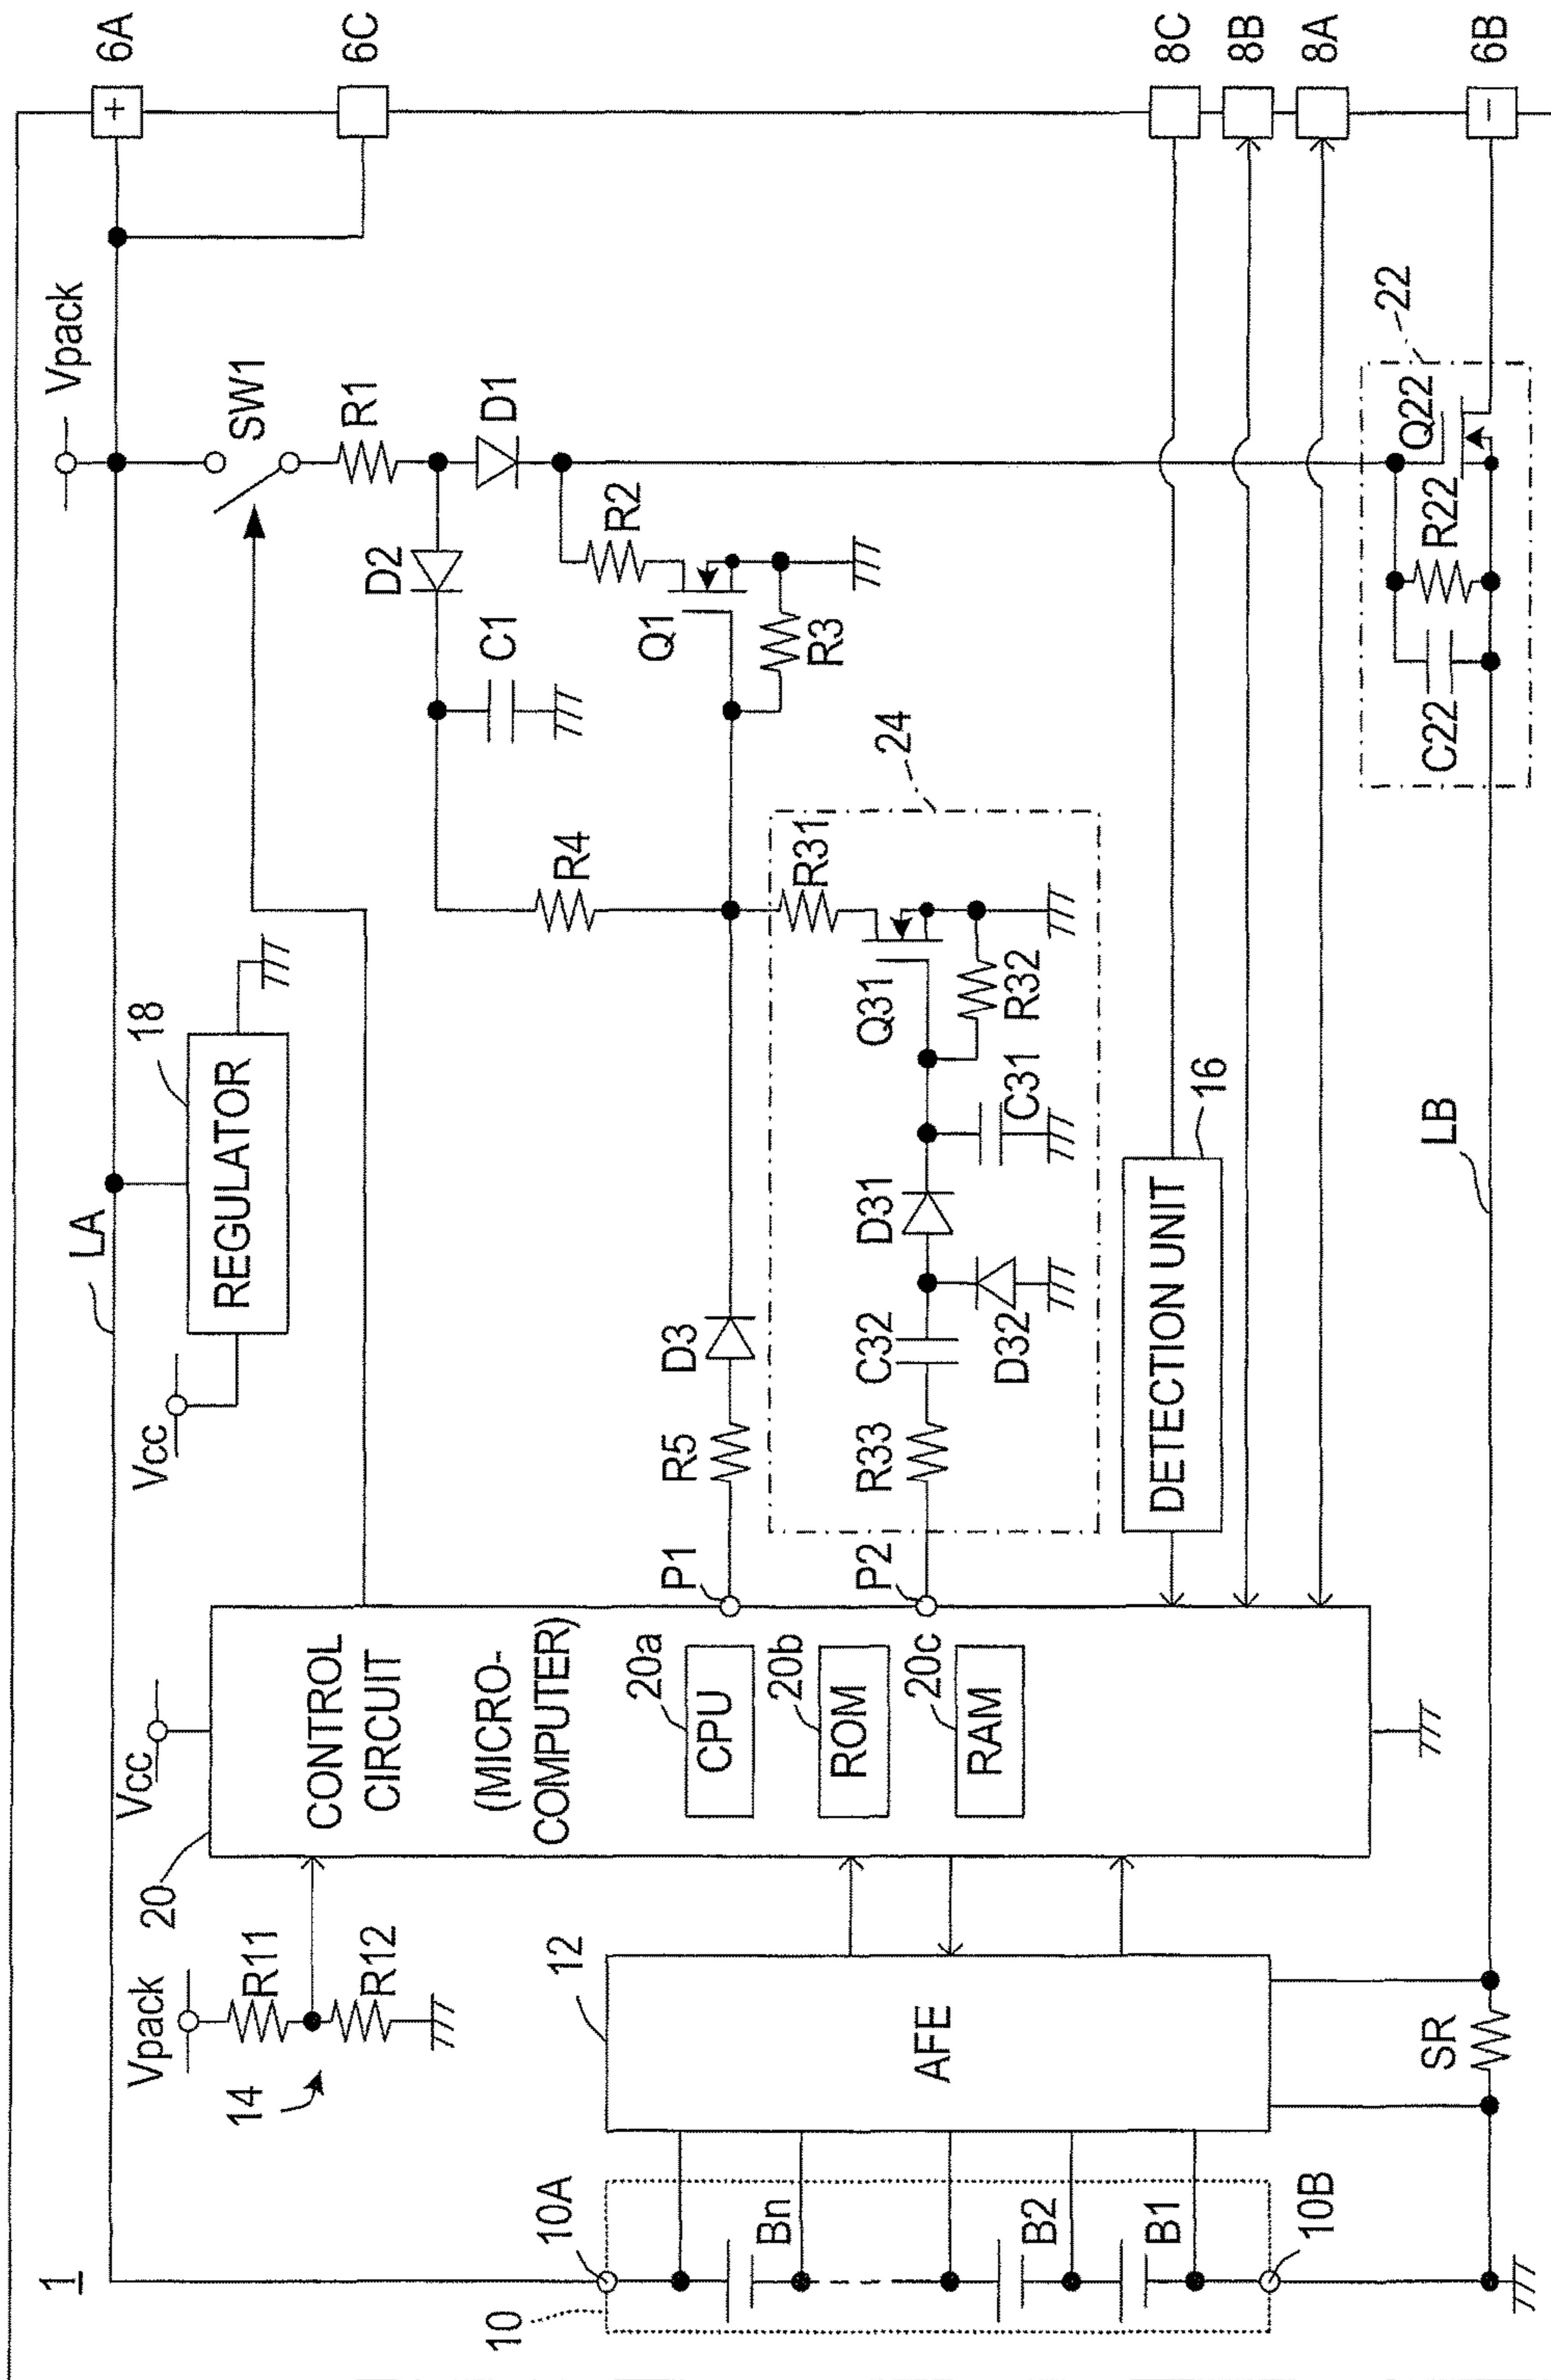 1
Vpack
6A
+
6C
SW1
R1
D1
D2
C1
R2
Q1
R3
R4
LA
18
REGULATOR
Vcc
Vcc
20
CONTROL
CIRCUIT
(MICRO-
COMPUTER)
20a
CPU
20b
ROM
20c
RAM
P1
P2
R5
D3
24
R31
Q31
R32
C31
D31
D32
C32
R33
16
DETECTION UNIT
8C
8B
8A
6B
−
22
Q22
R22
C22
LB
Vpack
R11
R12
14
12
AFE
SR
10
10A
Bn
B2
B1
10B